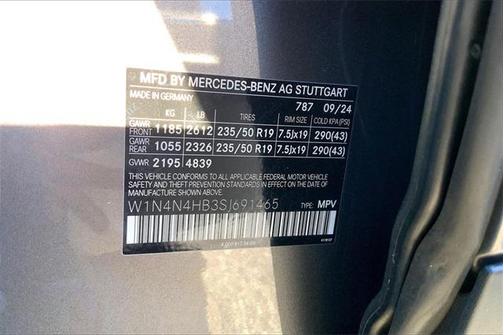 MFD BY MERCEDES-BENZ AG STUTTGART
MADE IN GERMANY 787 09/24
KG LB TIRE SIZE RIM SIZE COLD KPA (PSI)
GAWR FRONT 1185 2612 235/50 R19 7.5Jx19 290(43)
GAWR REAR 1055 2326 235/50 R19 7.5Jx19 290(43)
GVWR 2195 4839
THIS VEHICLE CONFORMS TO ALL APPLICABLE FEDERAL MOTOR VEHICLE
SAFETY AND THEFT PREVENTION STANDARDS IN EFFECT ON THE DATE OF
MANUFACTURE SHOWN ABOVE.
W1N4N4HB3SJ691465 TYPE: MPV